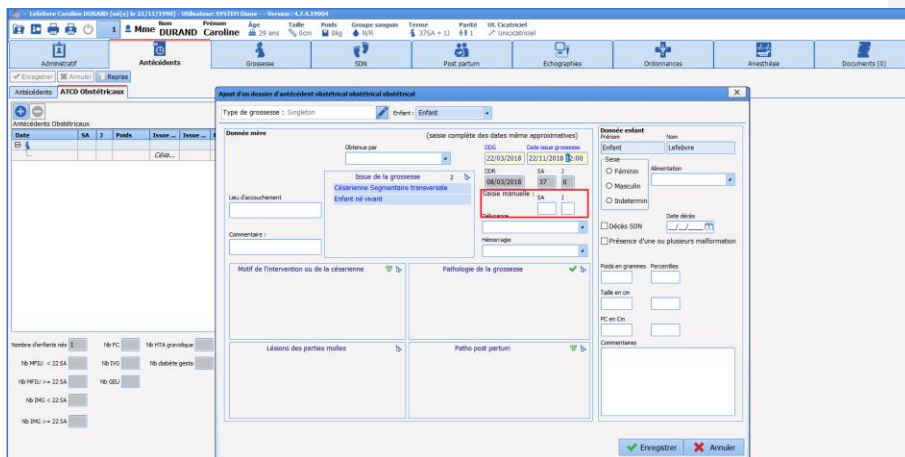 - Lefebvre Caroline DURAND (né(e) le 21/11/1990) - Utilisateur: SYSTEM Diane - - Version : 4.7.4.19004
1 Mme Nom DURAND Prénom Caroline Âge 29 ans Taille 0cm Poids 0kg Groupe sanguin N/R Terme 37SA + 1J Parité 1 Ut. Cicatriciel Unicicatriciel
Administratif Antécédents Grossesse SDN Post partum Echographies Ordonnances Anesthésie Documents (0)
Enregistrer Annuler Reprise
Antécédents ATCD Obstétricaux
Antécédents Obstétricaux
Date SA J Poids Issue ... Issue ...
Césa...
Nombre d'enfants nés 1 Nb FC Nb HTA gravidique
Nb MFIU < 22 SA Nb IVG Nb diabète gesta
Nb MFIU >= 22 SA Nb GEU
Nb IMG < 22 SA
Nb IMG >= 22 SA
Ajout d'un dossier d'antécédent obstétrical obstétrical obstétrical
Type de grossesse : Singleton Enfant : Enfant
Donnée mère (saisie complète des dates même approximatives)
Obtenue par DDG Date issue grossesse
22/03/2018 22/11/2018 12:00
DDR SA J
08/03/2018 37 0
Issue de la grossesse
Césarienne Segmentaire transversale
Enfant né vivant
Saisie manuelle : SA J
Lieu d'accouchement
Délivrance
Commentaire :
Hémorragie
Motif de l'intervention ou de la césarienne Pathologie de la grossesse
Lésions des parties molles Patho post partum
Donnée enfant
Prénom Nom
Enfant Lefebvre
Sexe
Féminin
Masculin
Indetermin
Alimentation
Date décès
Décès SDN __/__/__
Présence d'une ou plusieurs malformation
Poids en grammes Percentiles
Taille en cm
PC en Cm
Commentaires
Enregistrer Annuler